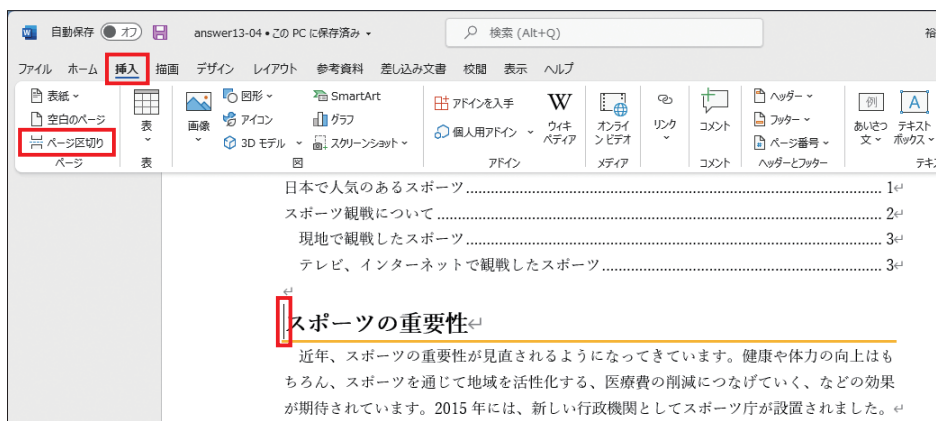 自動保存 オフ answer13-04 • この PC に保存済み 検索 (Alt+Q) 裕
ファイル ホーム 挿入 描画 デザイン レイアウト 参考資料 差し込み文書 校閲 表示 ヘルプ
表紙
空白のページ
ページ区切り
ページ
表
表
画像
図形
アイコン
3D モデル
SmartArt
グラフ
スクリーンショット
図
アドインを入手
個人用アドイン
W
ウィキ
ペディア
アドイン
オンライ
ン ビデオ
メディア
リンク
コメント
コメント
ヘッダー
フッター
ページ番号
ヘッダーとフッター
例
あいさつ
文
A
テキスト
ボックス
テキ
日本で人気のあるスポーツ 1↵
スポーツ観戦について 2↵
現地で観戦したスポーツ 3↵
テレビ、インターネットで観戦したスポーツ 3↵
↵
スポーツの重要性↵
近年、スポーツの重要性が見直されるようになってきています。健康や体力の向上はも
ちろん、スポーツを通じて地域を活性化する、医療費の削減につなげていく、などの効果
が期待されています。2015 年には、新しい行政機関としてスポーツ庁が設置されました。↵